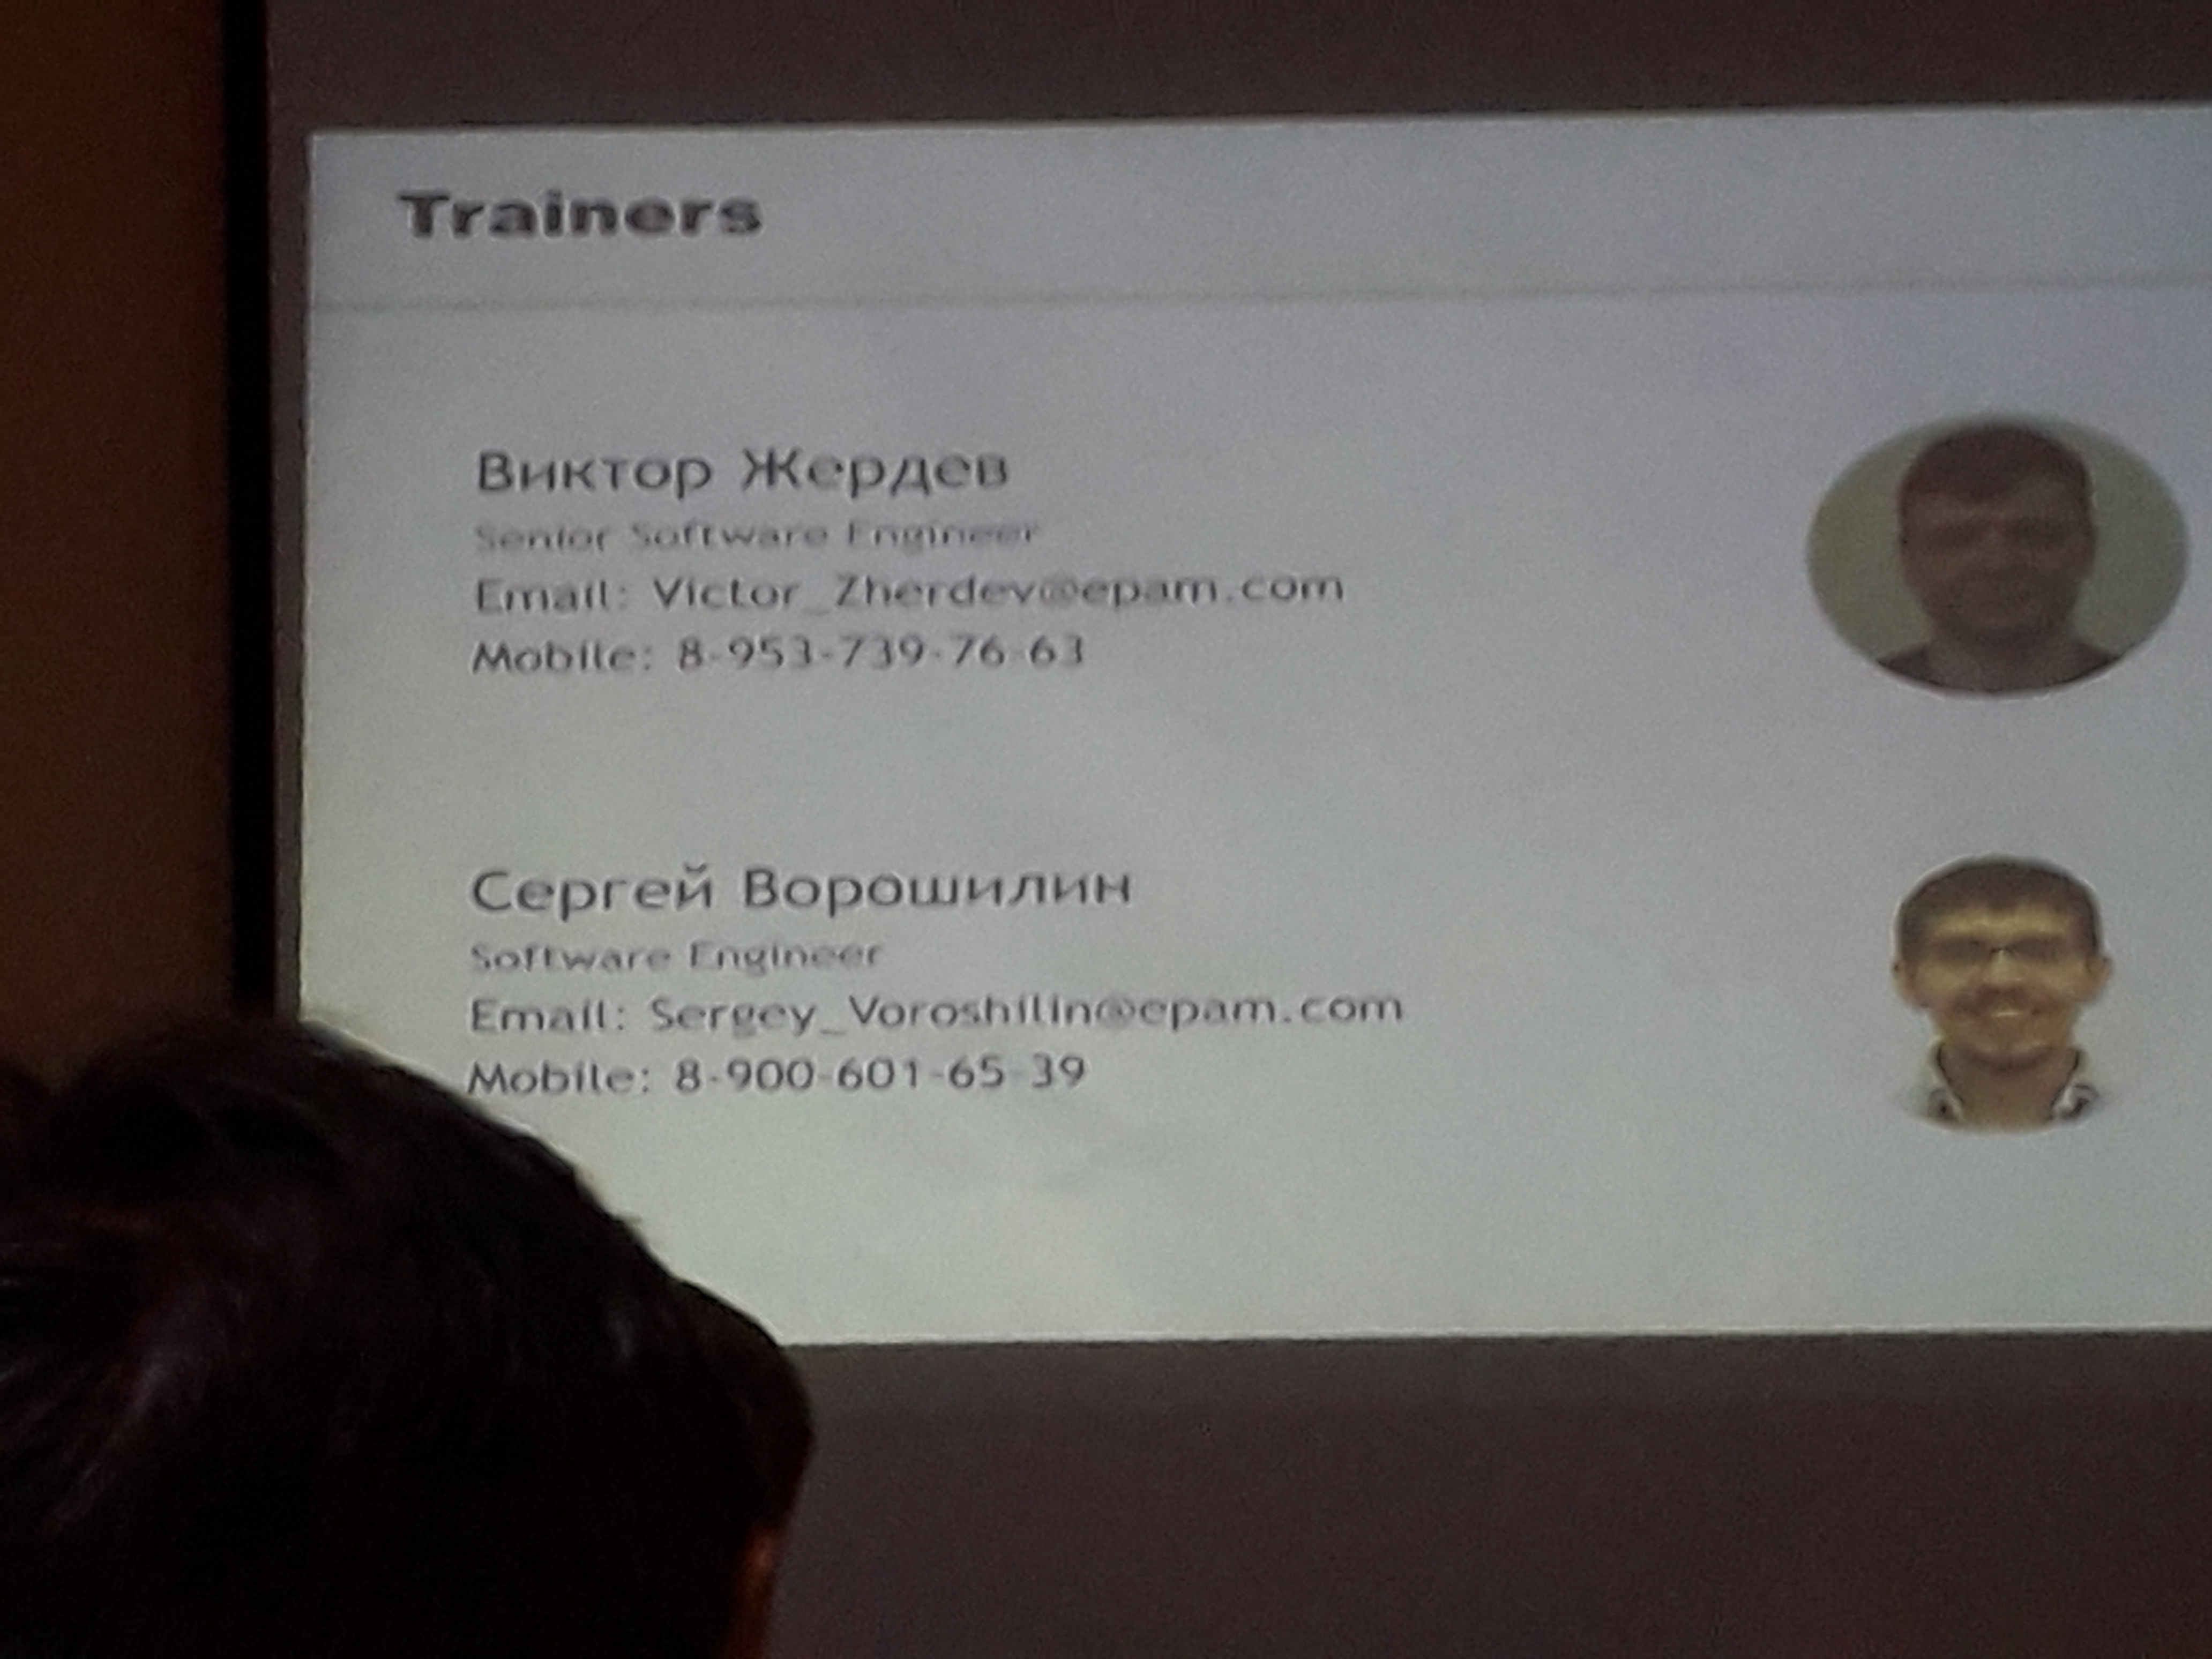 Trainers
Виктор Жердев
Senior Software Engineer
Email: Victor_Zherdev@epam.com
Mobile: 8-953-739-76-63
Сергей Ворошилин
Software Engineer
Email: Sergey_Voroshilin@epam.com
Mobile: 8-900-601-65-39